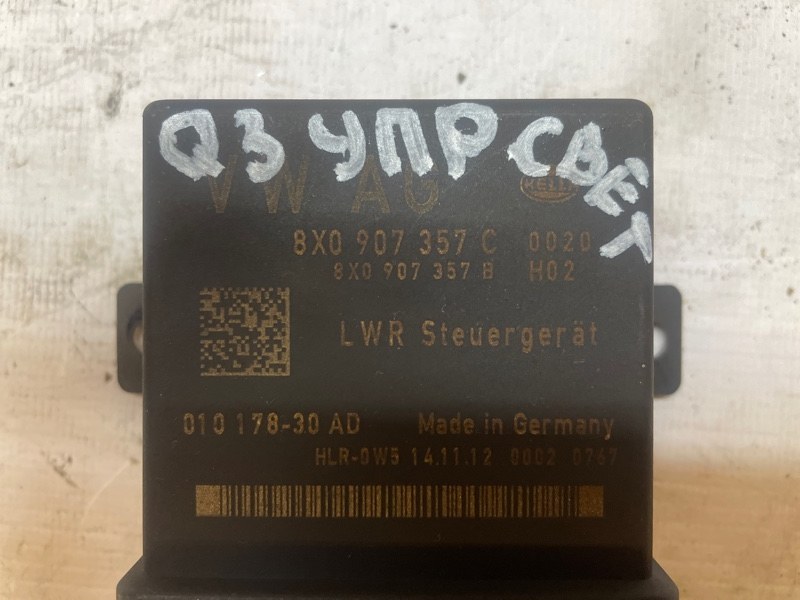 Q3 УПР СВЕТ
VW AG HELLA
8X0 907 357 C 0020
8X0 907 357 B H02
LWR Steuergerät
010 178-30 AD Made in Germany
HLR-0W5 14.11.12 0002 0767